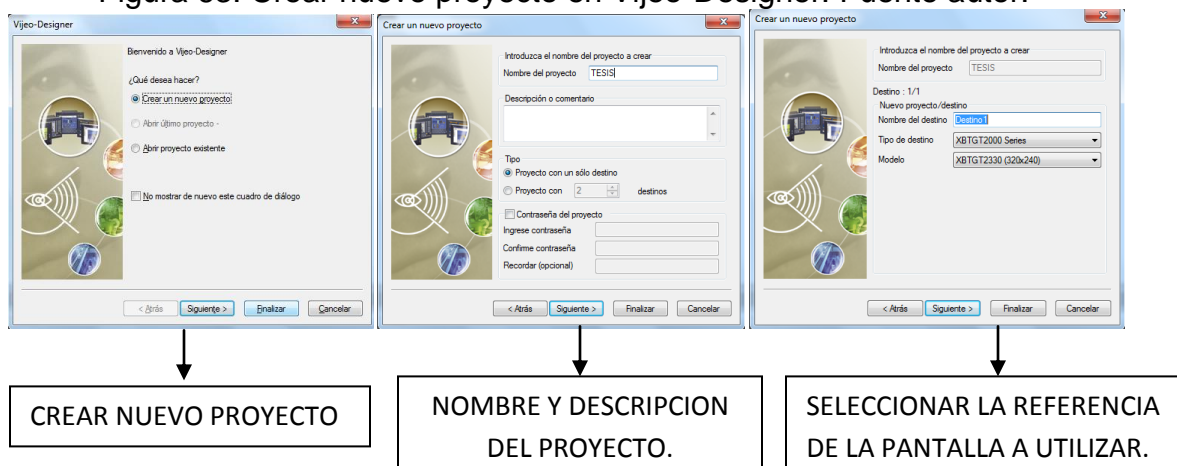 Figura Crear nuevo proyecto en Vijeo-Designer. Fuente autor.
Vijeo-Designer
Bienvenido a Vijeo-Designer
¿Qué desea hacer?
Crear un nuevo proyecto
Abrir último proyecto -
Abrir proyecto existente
No mostrar de nuevo este cuadro de diálogo
< Atrás Siguiente > Finalizar Cancelar
Crear un nuevo proyecto
Introduzca el nombre del proyecto a crear
Nombre del proyecto TESIS
Descripción o comentario
Tipo
Proyecto con un sólo destino
Proyecto con 2 destinos
Contraseña del proyecto
Ingrese contraseña
Confirme contraseña
Recordar (opcional)
< Atrás Siguiente > Finalizar Cancelar
Crear un nuevo proyecto
Introduzca el nombre del proyecto a crear
Nombre del proyecto TESIS
Destino : 1/1
Nuevo proyecto/destino
Nombre del destino Destino1
Tipo de destino XBTGT2000 Series
Modelo XBTGT2330 (320x240)
< Atrás Siguiente > Finalizar Cancelar
CREAR NUEVO PROYECTO
NOMBRE Y DESCRIPCION
DEL PROYECTO.
SELECCIONAR LA REFERENCIA
DE LA PANTALLA A UTILIZAR.